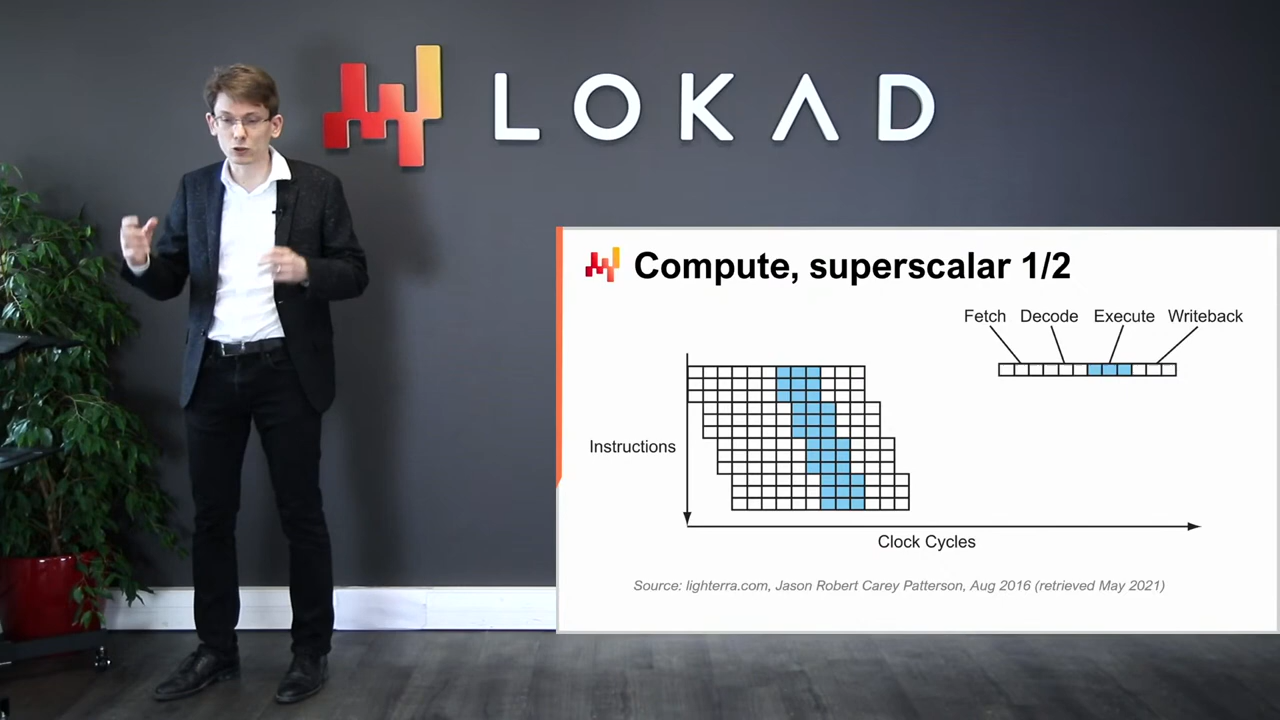 LOKAD
Compute, superscalar 1/2
Fetch Decode Execute Writeback
Instructions
Clock Cycles
Source: lighterra.com, Jason Robert Carey Patterson, Aug 2016 (retrieved May 2021)